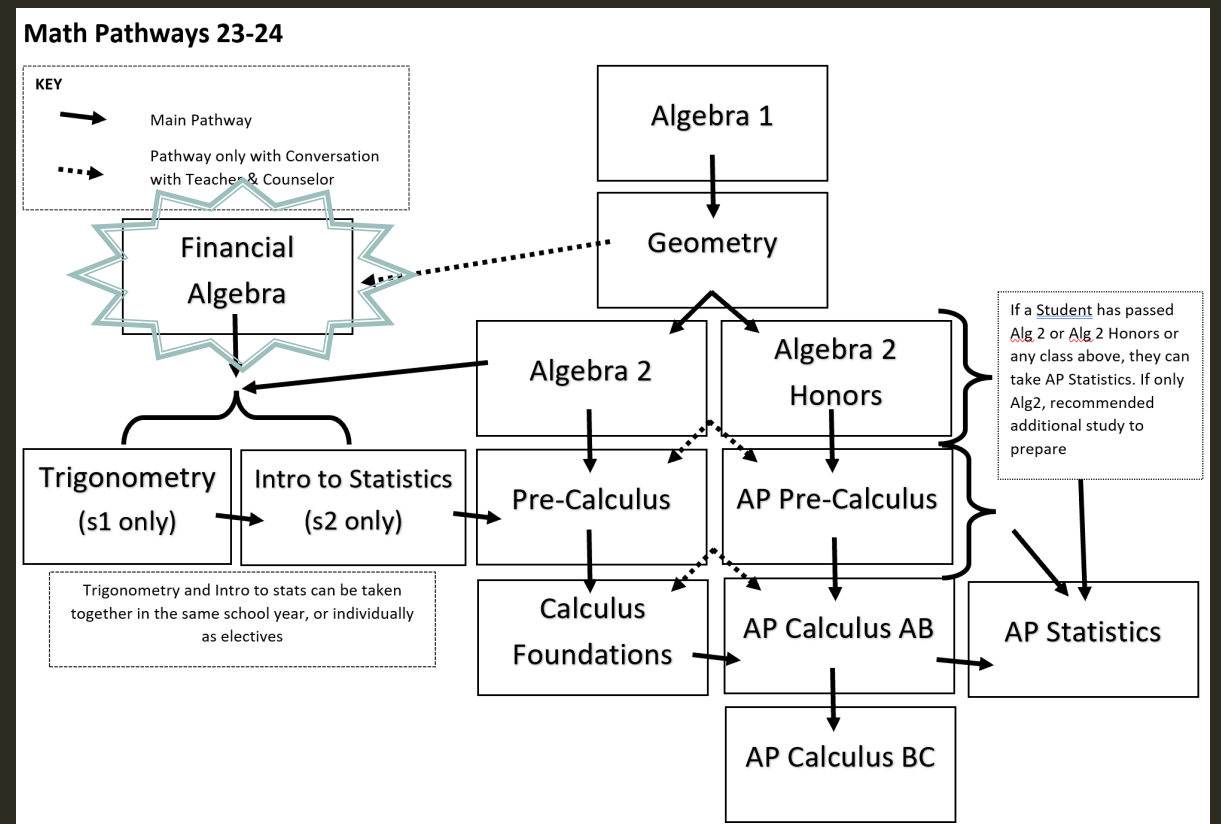 Math Pathways 23-24
KEY
Main Pathway
Pathway only with Conversation
with Teacher & Counselor
Algebra 1
Geometry
Financial
Algebra
Algebra 2
Algebra 2
Honors
If a Student has passed
Alg 2 or Alg 2 Honors or
any class above, they can
take AP Statistics. If only
Alg2, recommended
additional study to
prepare
Trigonometry
(s1 only)
Intro to Statistics
(s2 only)
Pre-Calculus
AP Pre-Calculus
Trigonometry and Intro to stats can be taken
together in the same school year, or individually
as electives
Calculus
Foundations
AP Calculus AB
AP Statistics
AP Calculus BC